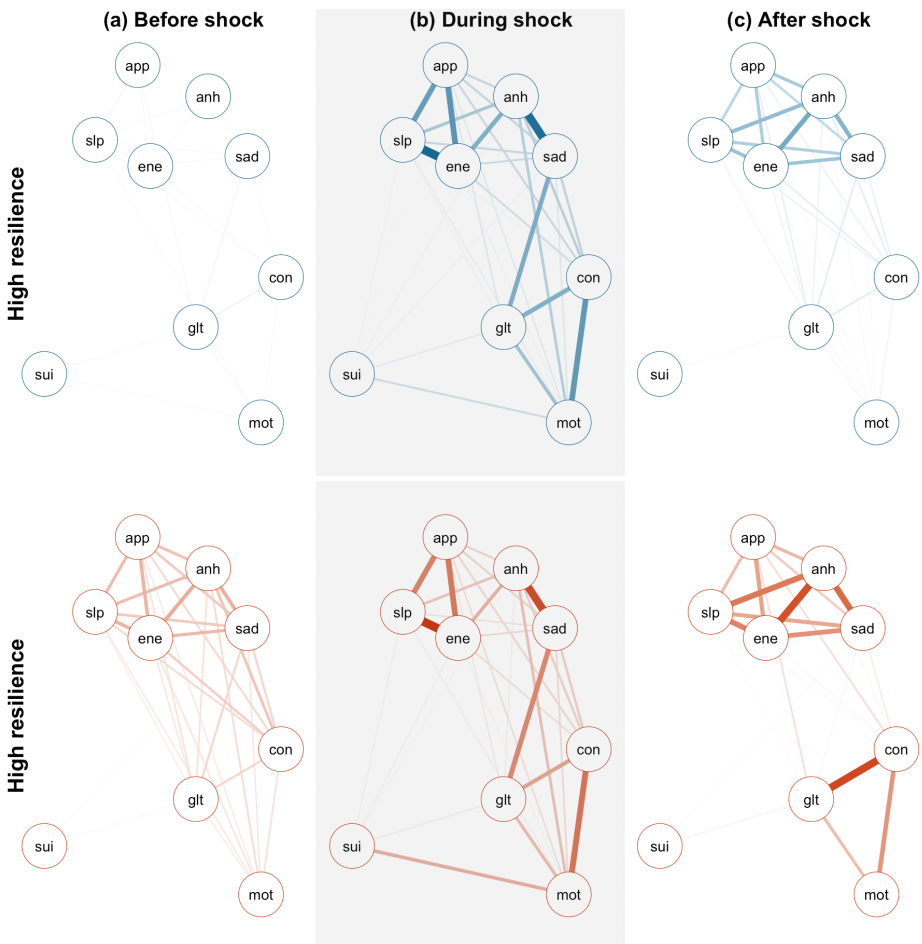 (a) Before shock
(b) During shock
(c) After shock
High resilience
app
anh
slp
ene
sad
con
glt
sui
mot
app
anh
slp
ene
sad
con
glt
sui
mot
app
anh
slp
ene
sad
con
glt
sui
mot
High resilience
app
anh
slp
ene
sad
con
glt
sui
mot
app
anh
slp
ene
sad
con
glt
sui
mot
app
anh
slp
ene
sad
con
glt
sui
mot